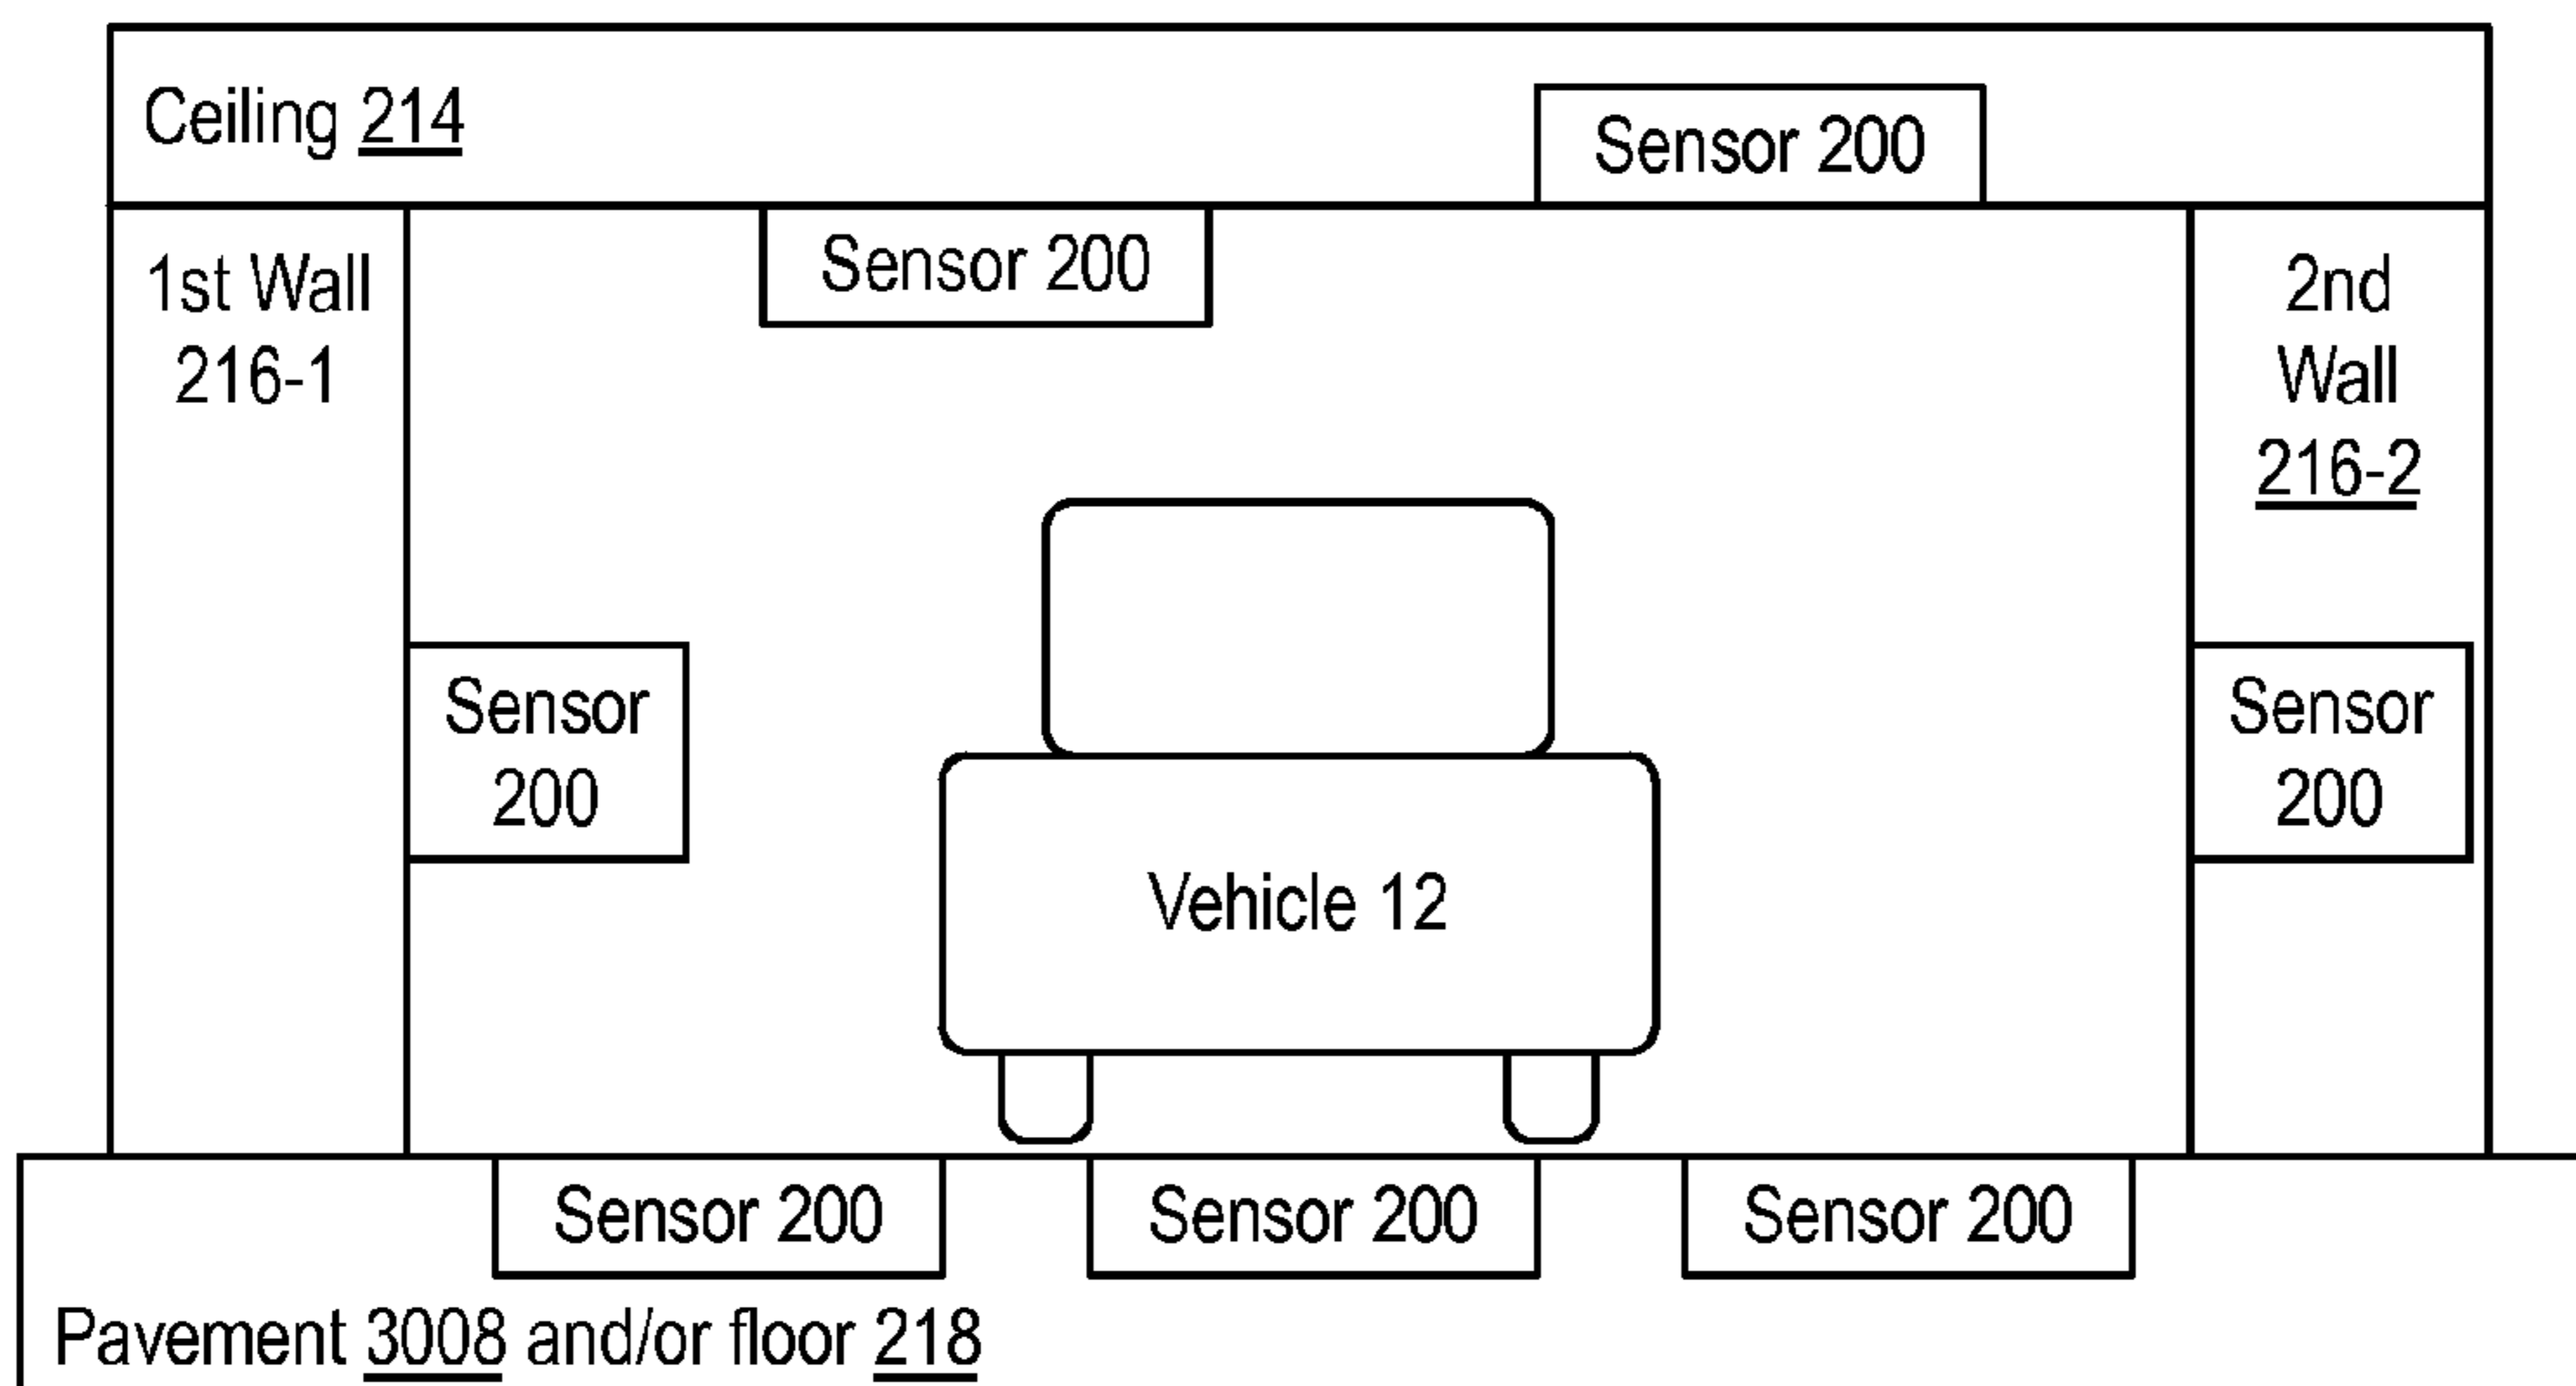 Ceiling 214
Sensor 200
Sensor 200
1st Wall
216-1
2nd
Wall
216-2
Sensor
200
Sensor
200
Vehicle 12
Sensor 200
Sensor 200
Sensor 200
Pavement 3008 and/or floor 218